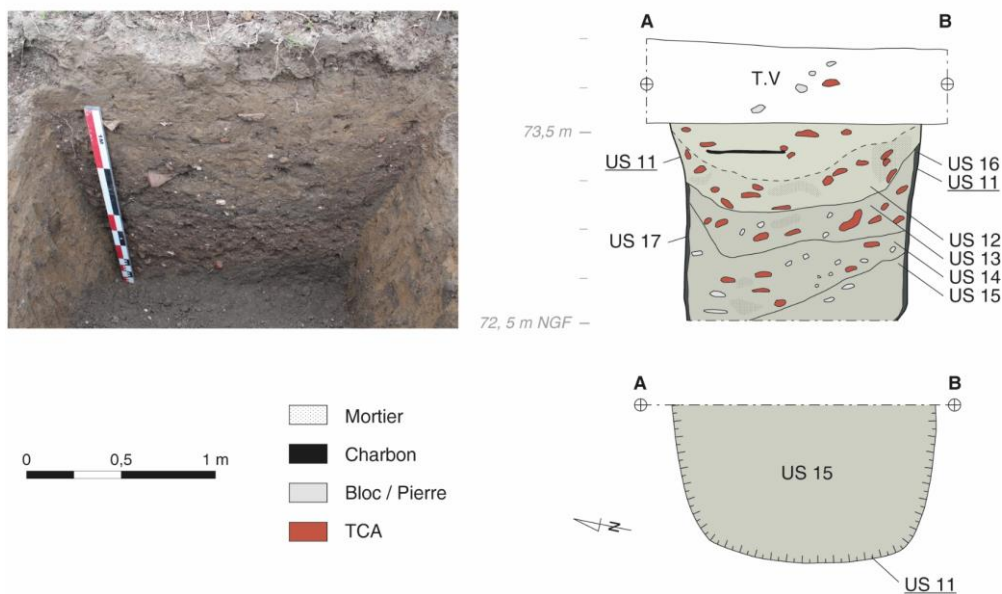 A
B
T.V
73,5 m
US 11
US 16
US 11
US 12
US 17
US 13
US 14
US 15
72, 5 m NGF
A
B
Mortier
Charbon
Bloc / Pierre
TCA
0
0,5
1 m
US 15
N
US 11